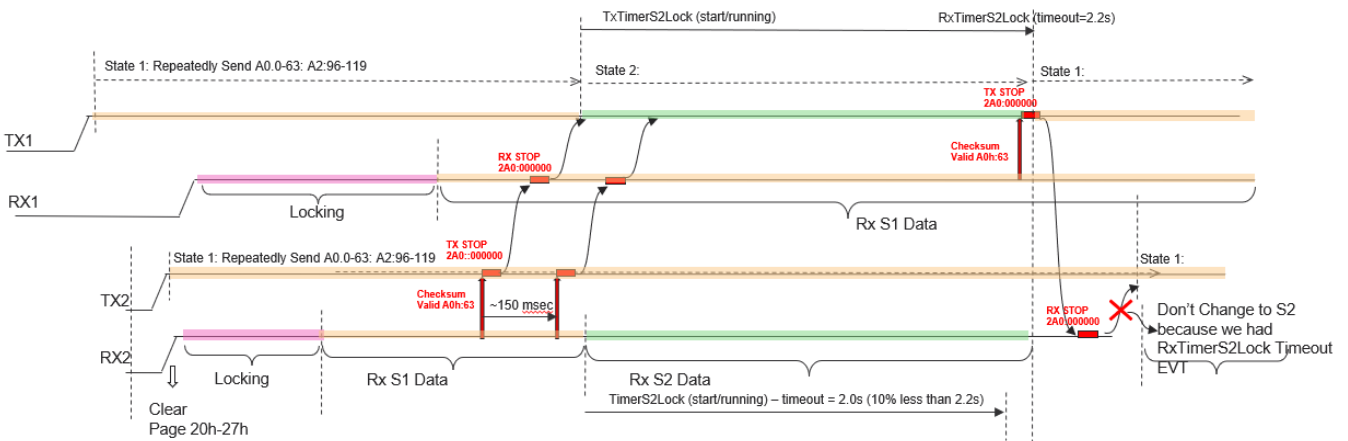 TxTimerS2Lock (start/running)
RxTimerS2Lock (timeout=2.2s)
State 1: Repeatedly Send A0.0-63: A2:96-119
State 2:
State 1:
TX STOP
2A0:000000
TX1
RX STOP
2A0:000000
Checksum
Valid A0h:63
RX1
Locking
Rx S1 Data
TX STOP
2A0::000000
State 1: Repeatedly Send A0.0-63: A2:96-119
State 1:
TX2
Checksum
Valid A0h:63
~150 msec
RX STOP
2A0:000000
Don't Change to S2
because we had
RxTimerS2Lock Timeout
EVT
RX2
Locking
Rx S1 Data
Rx S2 Data
TimerS2Lock (start/running) – timeout = 2.0s (10% less than 2.2s)
Clear
Page 20h-27h